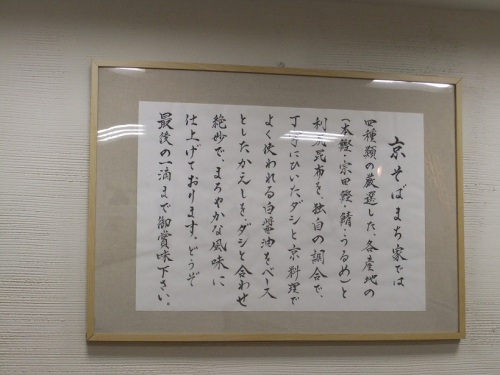 京そばまち家では
四種類の厳選した、各産地の
(本鰹・宗田鰹・鯖・うるめ)と
利尻昆布を、独自の調合で、
丁寧にひいたダシと京料理で
よく使われる白醤油をベース
としたかえしを、ダシと合わせ
絶妙で、まろやかな風味に
仕上げております。どうぞ
最後の一滴まで御賞味下さい。